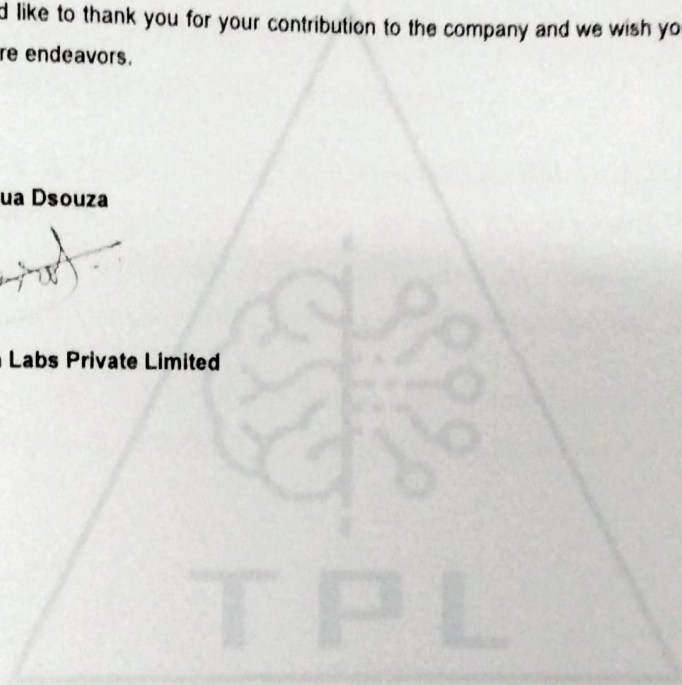 d like to thank you for your contribution to the company and we wish yo
re endeavors.
ua Dsouza
Labs Private Limited
TPL